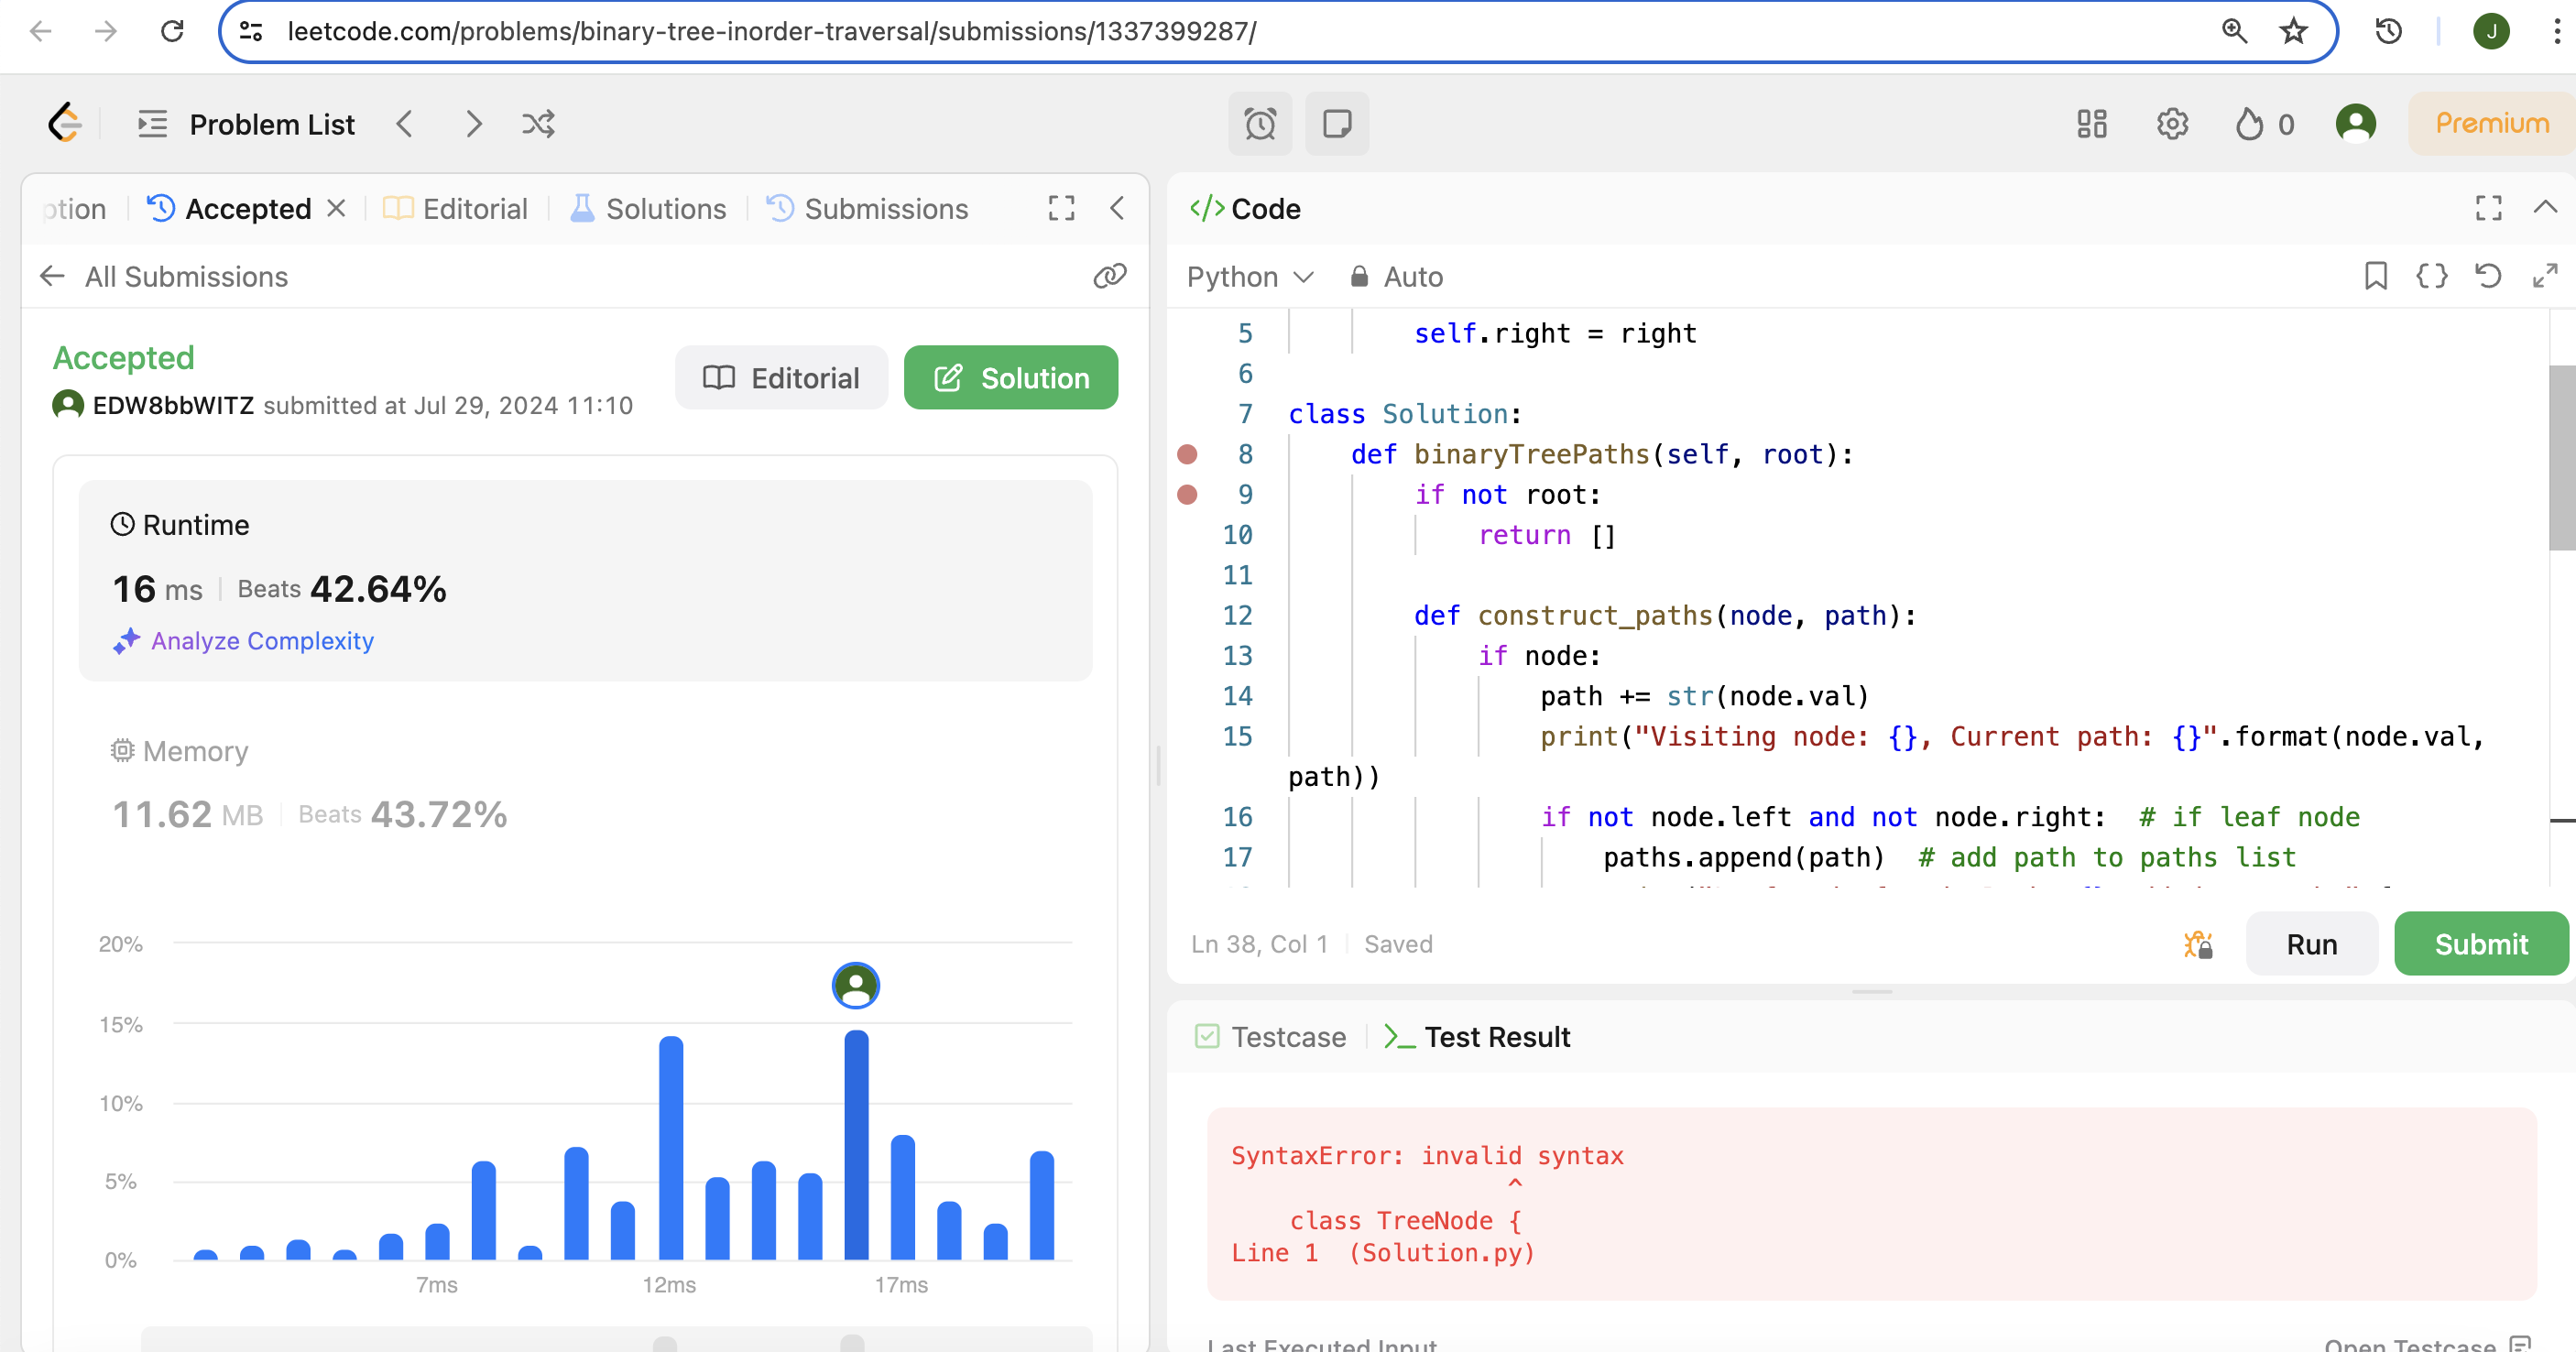 leetcode.com/problems/binary-tree-inorder-traversal/submissions/1337399287/
J
Problem List
0
Premium
ption
Accepted
Editorial
Solutions
Submissions
All Submissions
Accepted
Editorial
Solution
EDW8bbWITZ submitted at Jul 29, 2024 11:10
Runtime
16 ms
Beats 42.64%
Analyze Complexity
Memory
11.62 MB
Beats 43.72%
20%
15%
10%
5%
0%
7ms
12ms
17ms
</> Code
Python
Auto
5 self.right = right
6
7 class Solution:
8 def binaryTreePaths(self, root):
9 if not root:
10 return []
11
12 def construct_paths(node, path):
13 if node:
14 path += str(node.val)
15 print("Visiting node: {}, Current path: {}".format(node.val,
path))
16 if not node.left and not node.right:  # if leaf node
17 paths.append(path)  # add path to paths list
Ln 38, Col 1
Saved
Run
Submit
Testcase
Test Result
SyntaxError: invalid syntax
^
class TreeNode {
Line 1  (Solution.py)
Last Executed Input
Open Testcase